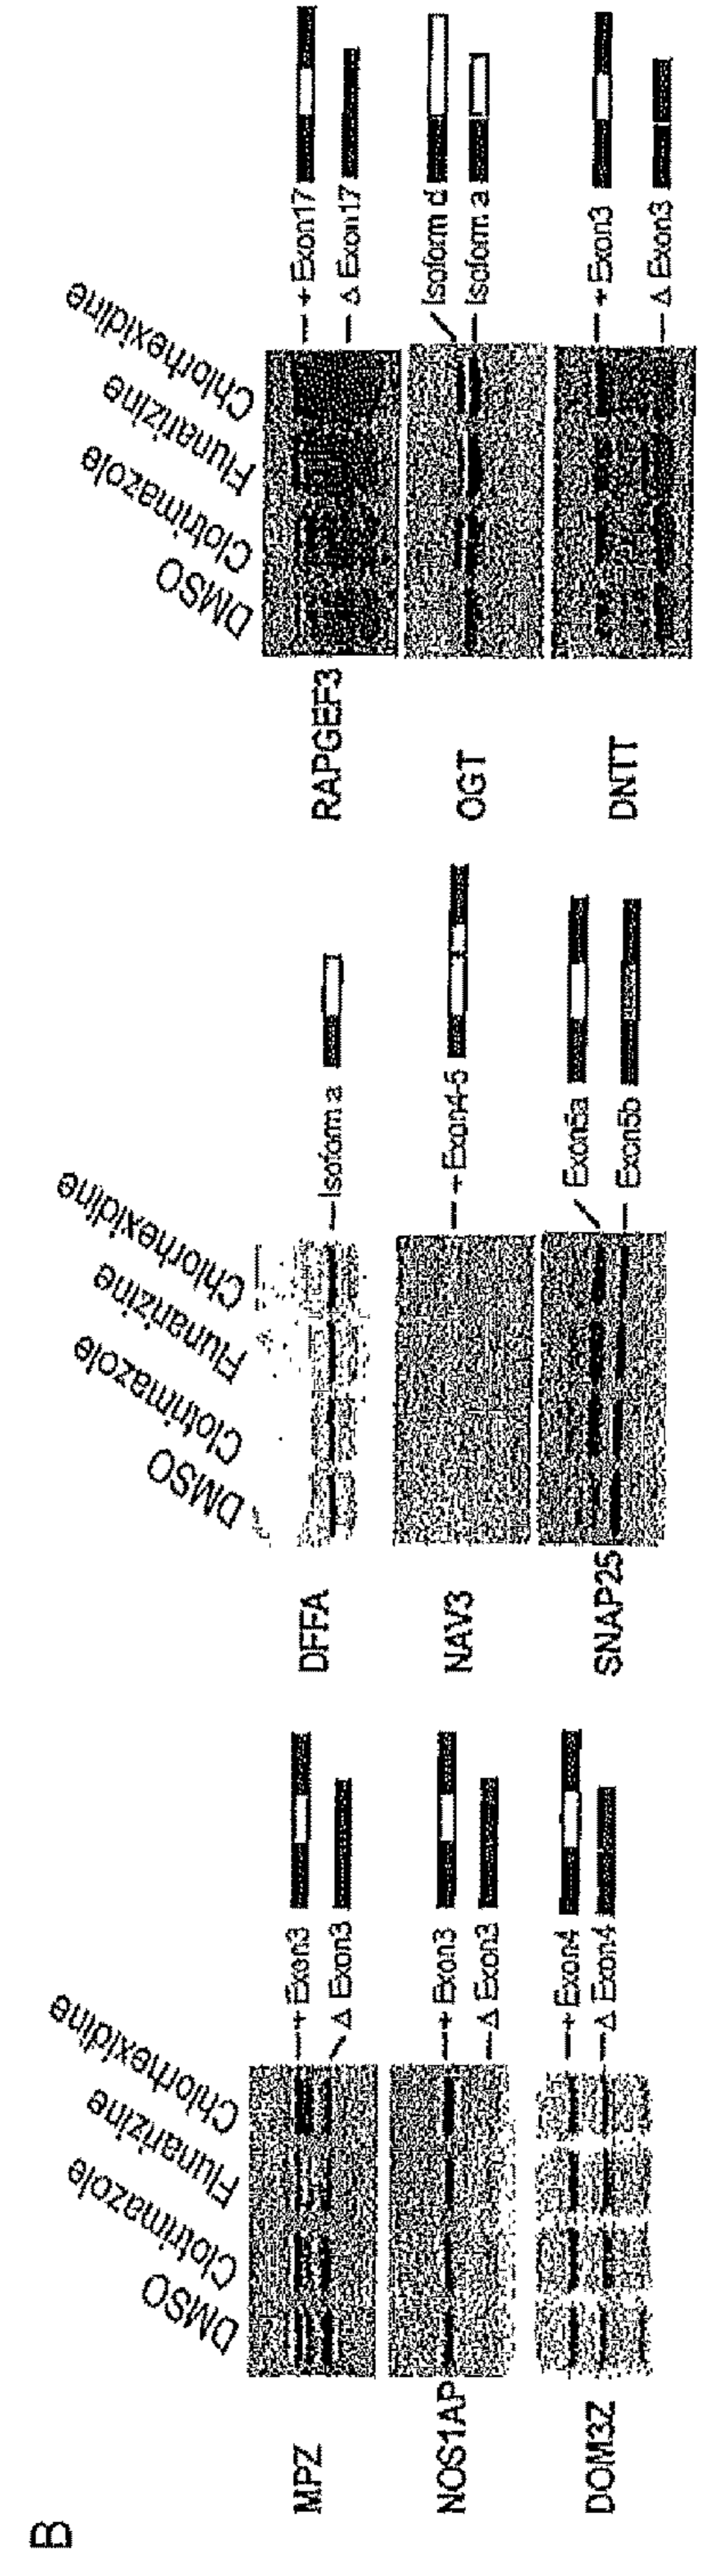 B
DMSO
Clotrimazole
Flunarizine
Chlorhexidine
MPZ
+ Exon3
Δ Exon3
NOS1AP
+ Exon3
Δ Exon3
DOM3Z
+ Exon4
Δ Exon4
DMSO
Clotrimazole
Flunarizine
Chlorhexidine
DFFA
Isoform a
NAV3
+ Exon4-5
SNAP25
Exon5a
Exon5b
DMSO
Clotrimazole
Flunarizine
Chlorhexidine
RAPGEF3
+ Exon17
Δ Exon17
OGT
Isoform d
Isoform a
DNTT
+ Exon3
Δ Exon3